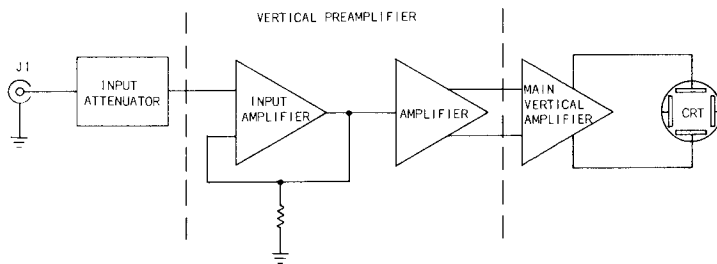 VERTICAL PREAMPLIFIER
J1
INPUT
ATTENUATOR
INPUT
AMPLIFIER
AMPLIFIER
MAIN
VERTICAL
AMPLIFIER
CRT